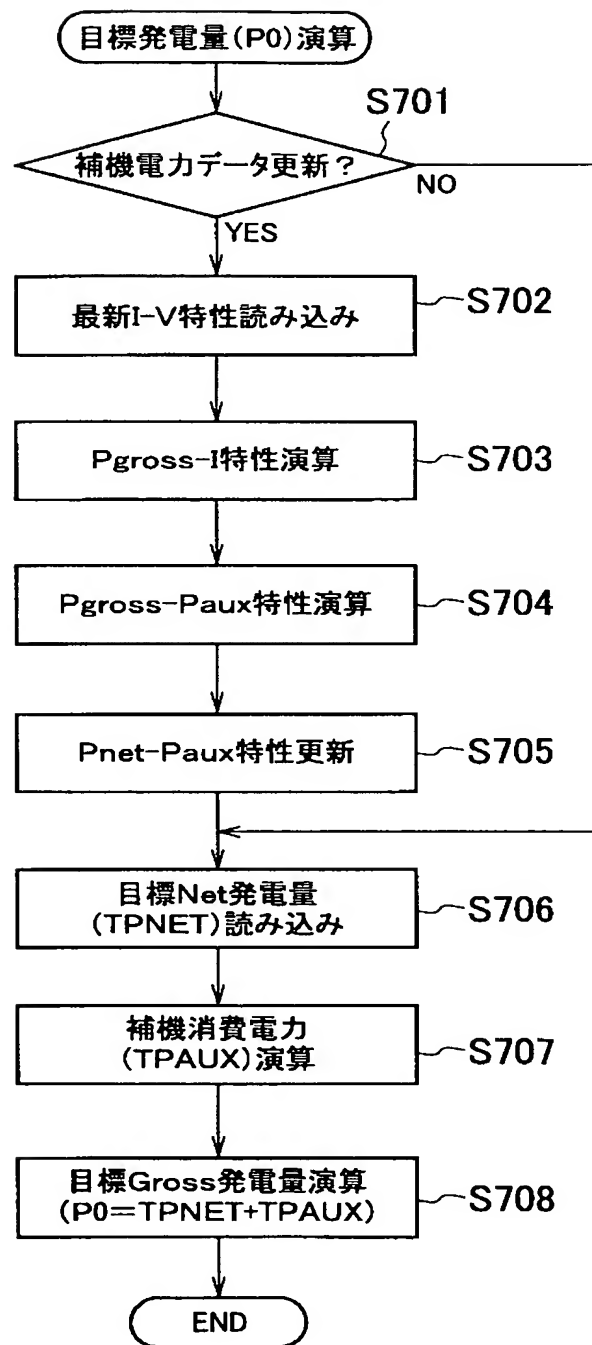 目標発電量(P0)演算
S701
補機電力データ更新？
NO
YES
最新I-V特性読み込み
S702
Pgross-I特性演算
S703
Pgross-Paux特性演算
S704
Pnet-Paux特性更新
S705
目標Net発電量
(TPNET)読み込み
S706
補機消費電力
(TPAUX)演算
S707
目標Gross発電量演算
(P0=TPNET+TPAUX)
S708
END